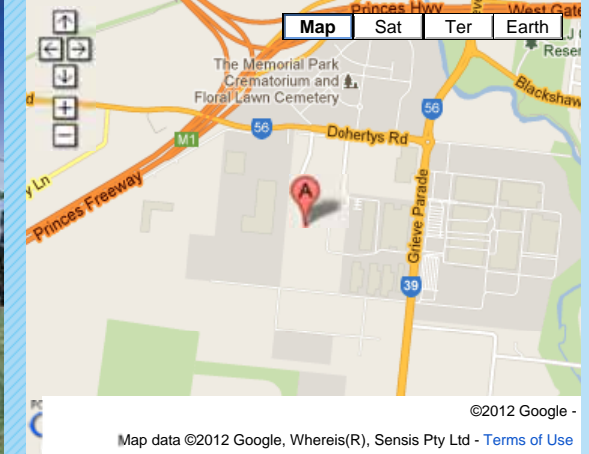 Princes Hwy
West Gate
Map Sat Ter Earth
Reser
The Memorial Park
Crematorium and
Floral Lawn Cemetery
Blackshaw
56
56
Dohertys Rd
M1
y Ln
A
Princes Freeway
Grieve Parade
39
©2012 Google -
Map data ©2012 Google, Whereis(R), Sensis Pty Ltd - Terms of Use